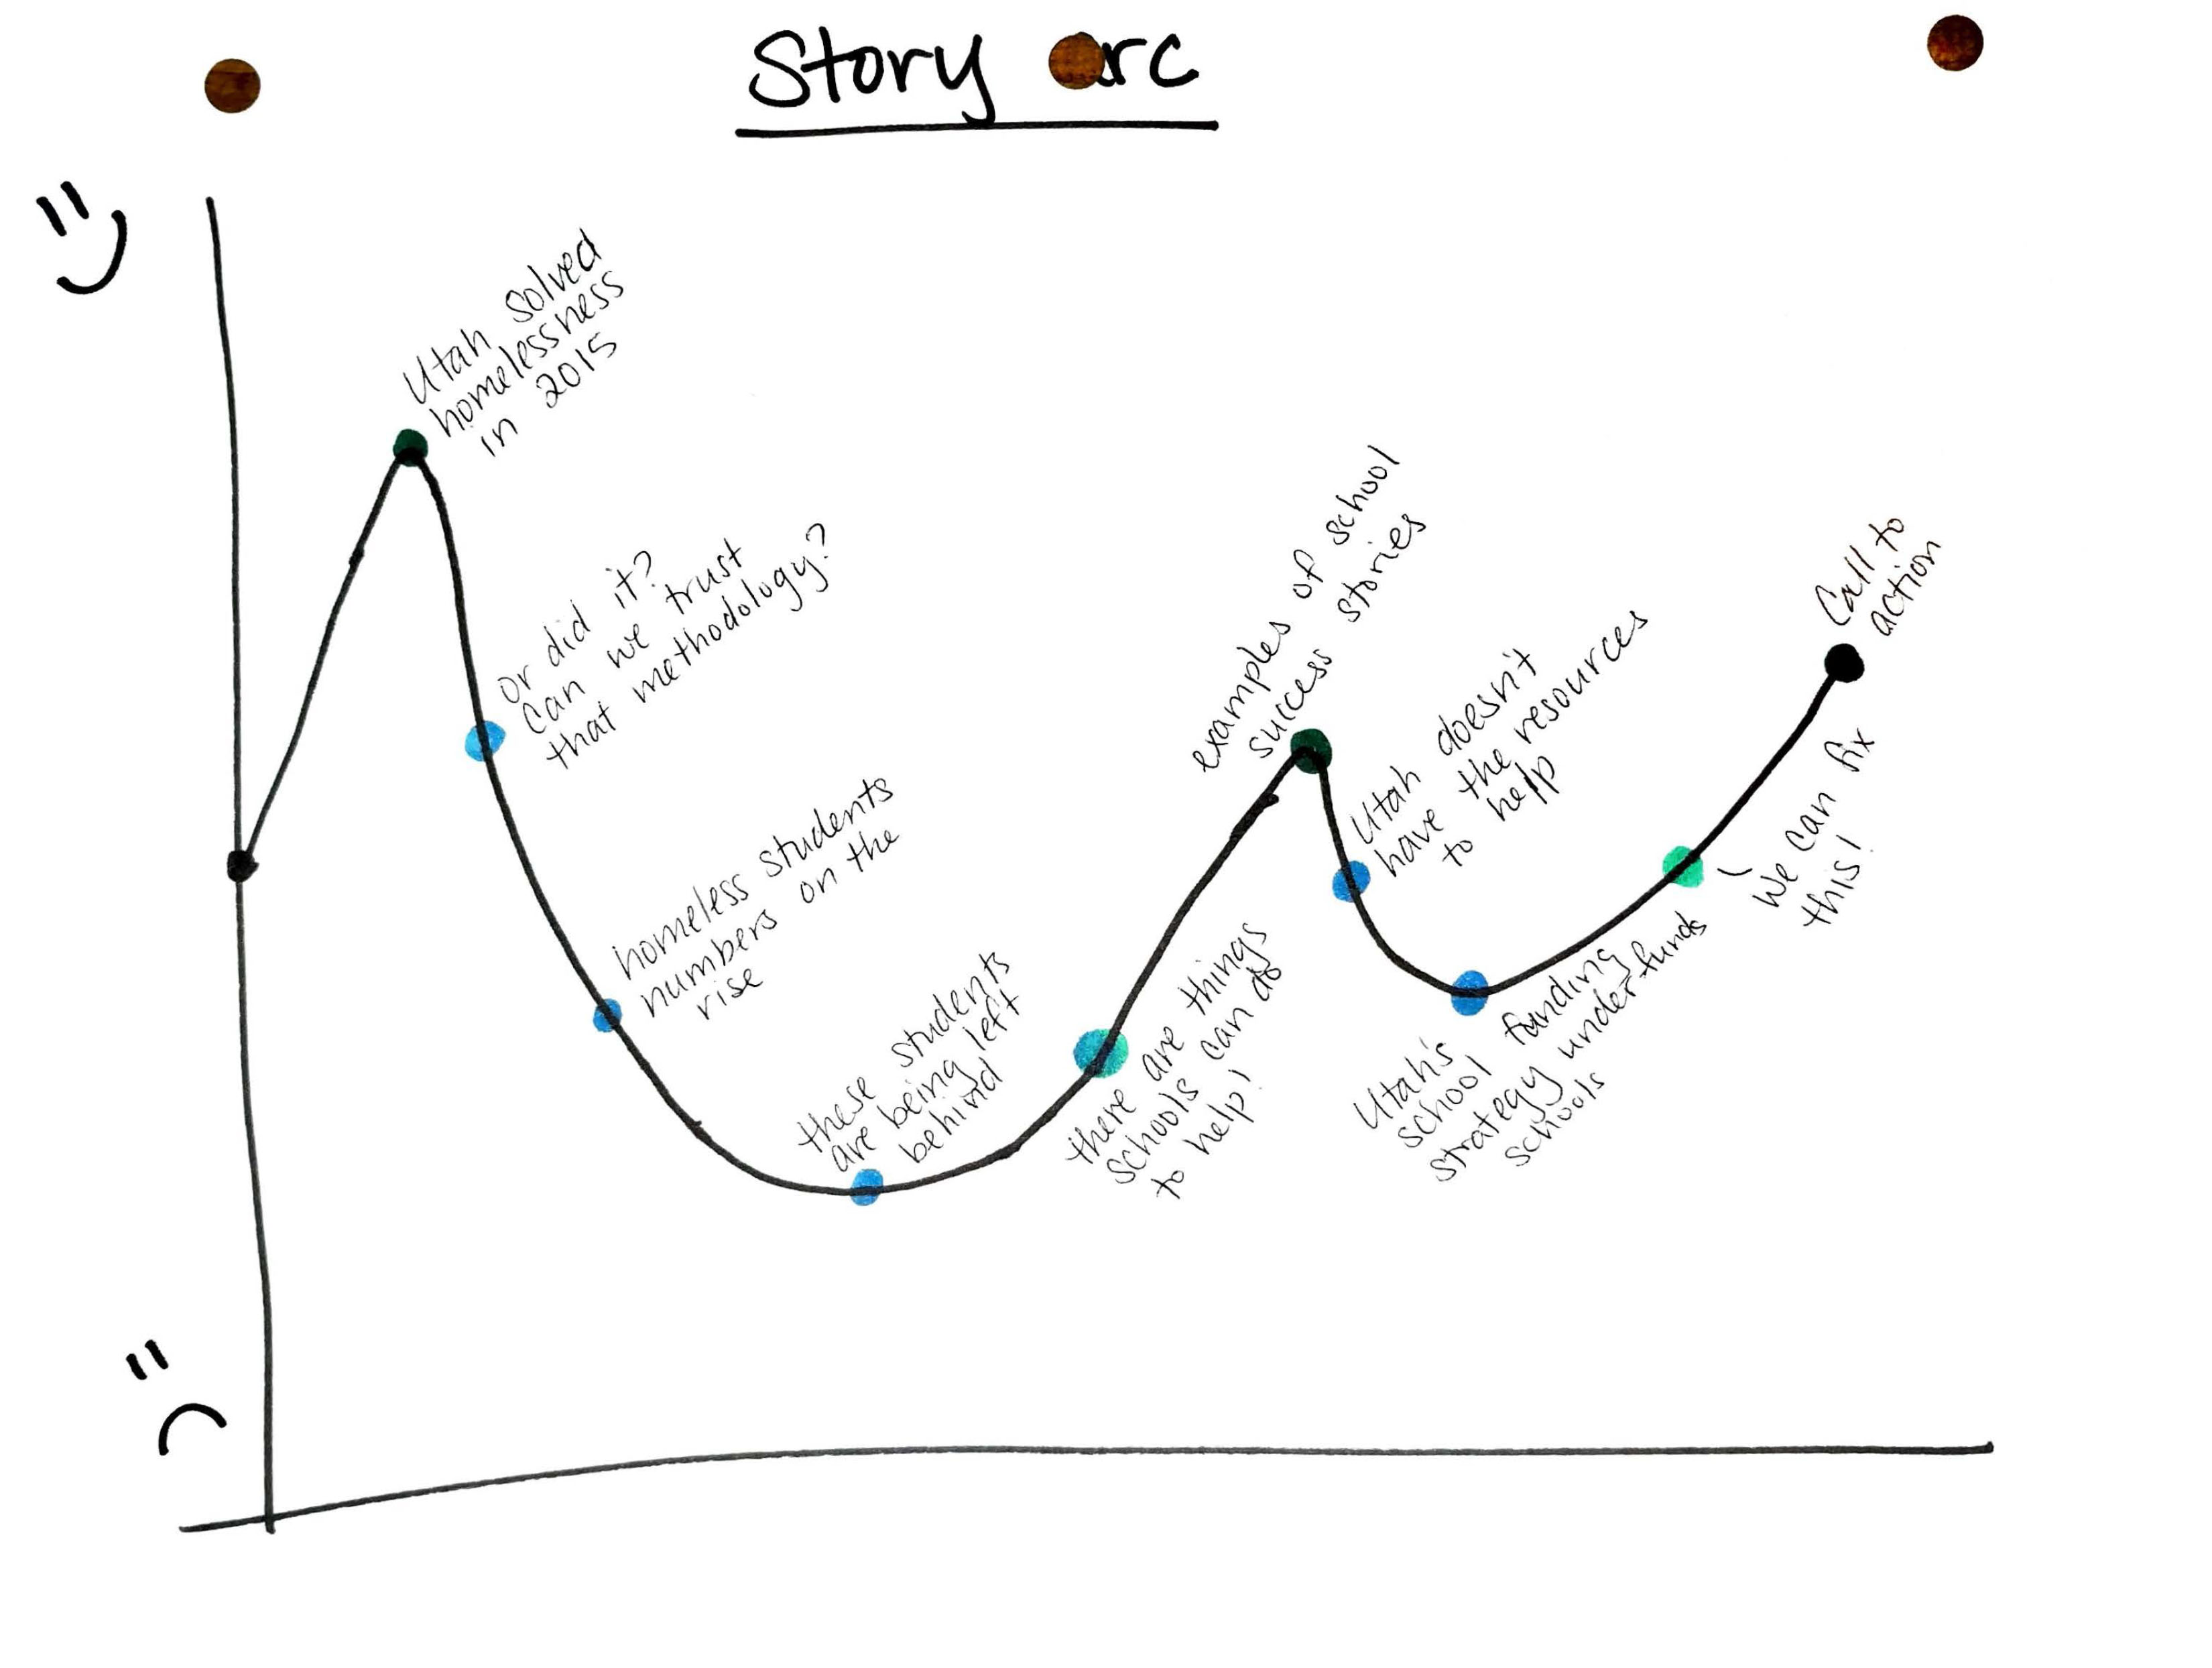 Story arc
Utah solved
homelessness
in 2015
Or did it?
Can we trust
that methodology?
homeless students
numbers on the
rise
these students
are being left
behind
there are things
schools can do
to help!
examples of school
success stories
Utah doesn't
have the resources
to help
Utah's
school funding
strategy underfunds
schools
We can fix
this!
Call to
action